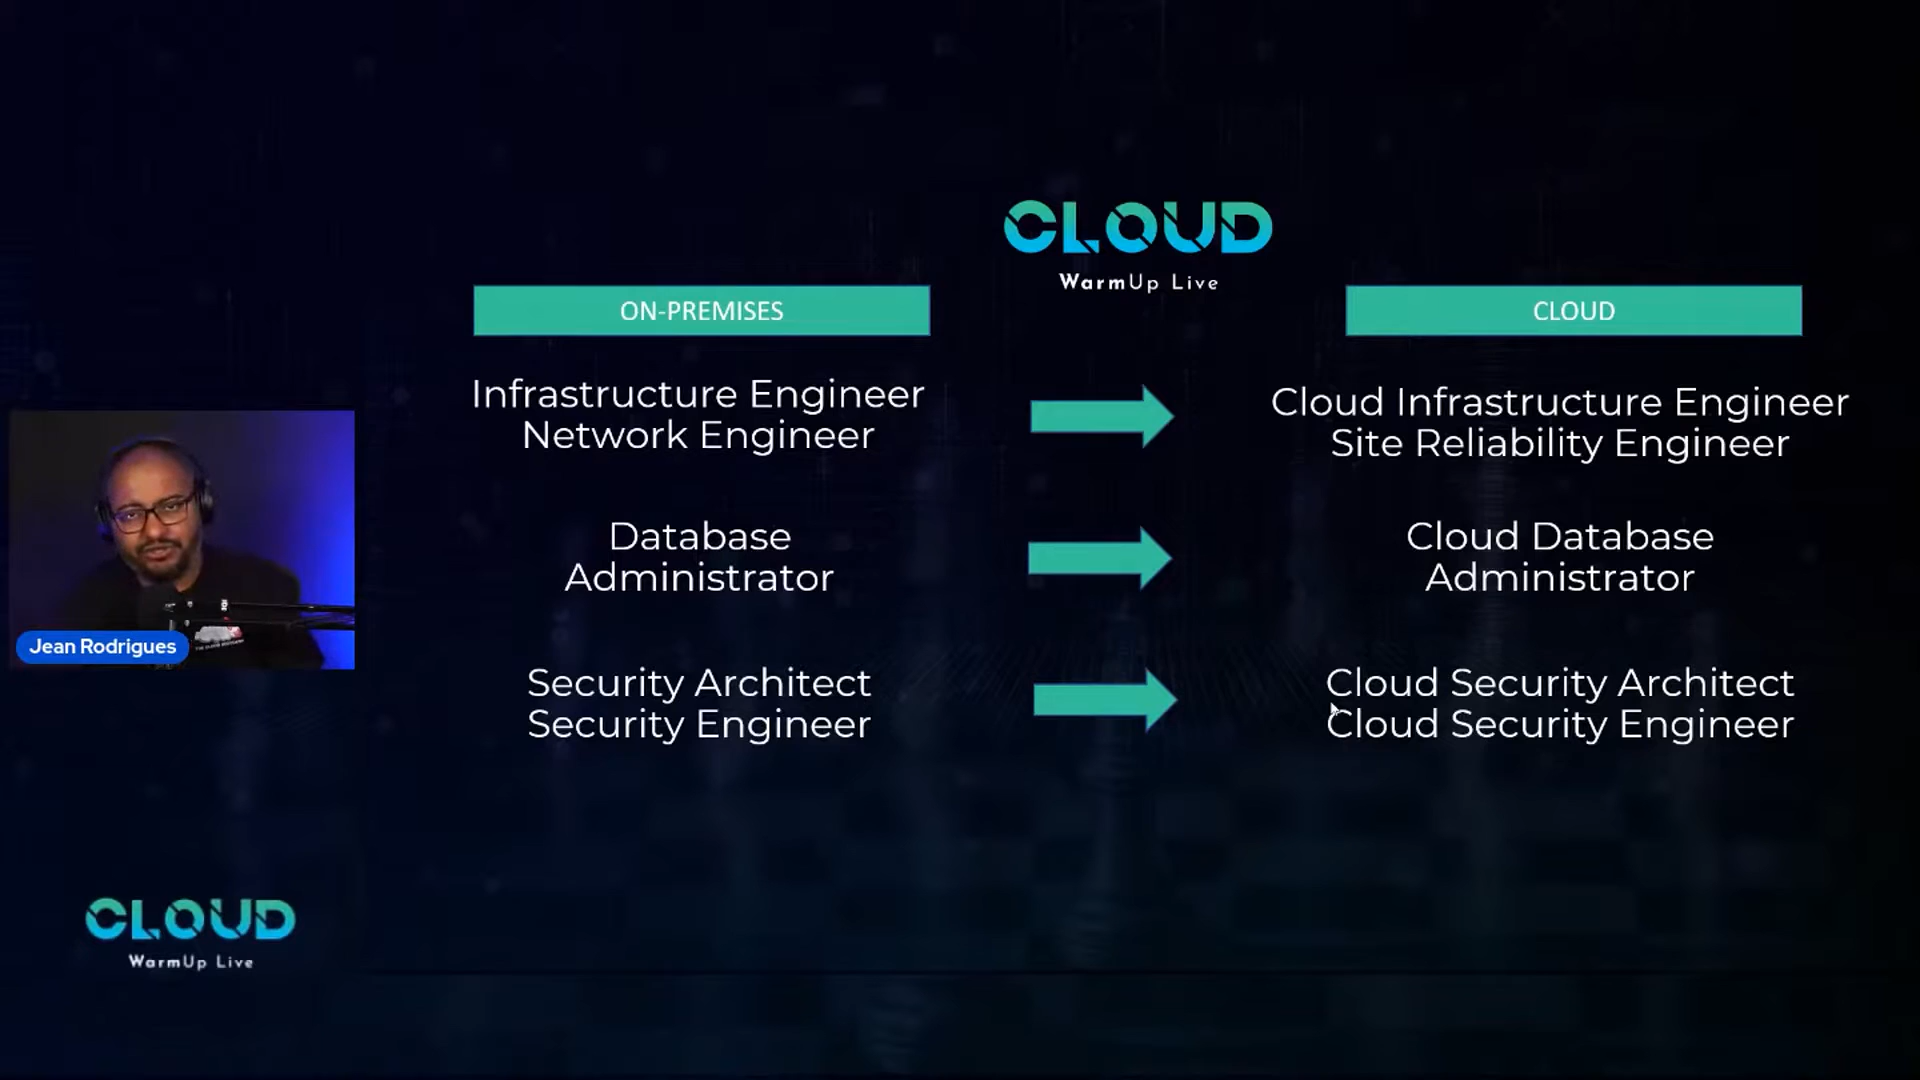 CLOUD
WarmUp Live
ON-PREMISES
CLOUD
Infrastructure Engineer
Network Engineer
Cloud Infrastructure Engineer
Site Reliability Engineer
Database
Administrator
Cloud Database
Administrator
Security Architect
Security Engineer
Cloud Security Architect
Cloud Security Engineer
Jean Rodrigues
CLOUD
WarmUp Live